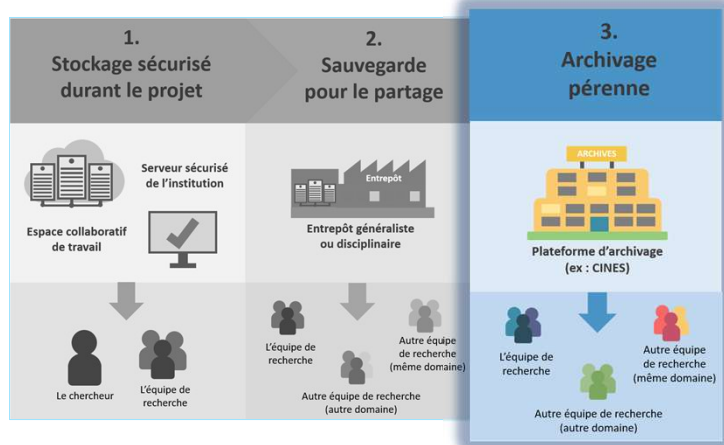 1.
Stockage sécurisé
durant le projet
Serveur sécurisé
de l'institution
Espace collaboratif
de travail
Le chercheur
L'équipe de
recherche
2.
Sauvegarde
pour le partage
Entrepôt
Entrepôt généraliste
ou disciplinaire
L'équipe de
recherche
Autre équipe
de recherche
(même domaine)
Autre équipe de recherche
(autre domaine)
3.
Archivage
pérenne
ARCHIVES
Plateforme d'archivage
(ex : CINES)
L'équipe de
recherche
Autre équipe
de recherche
(même domaine)
Autre équipe de recherche
(autre domaine)